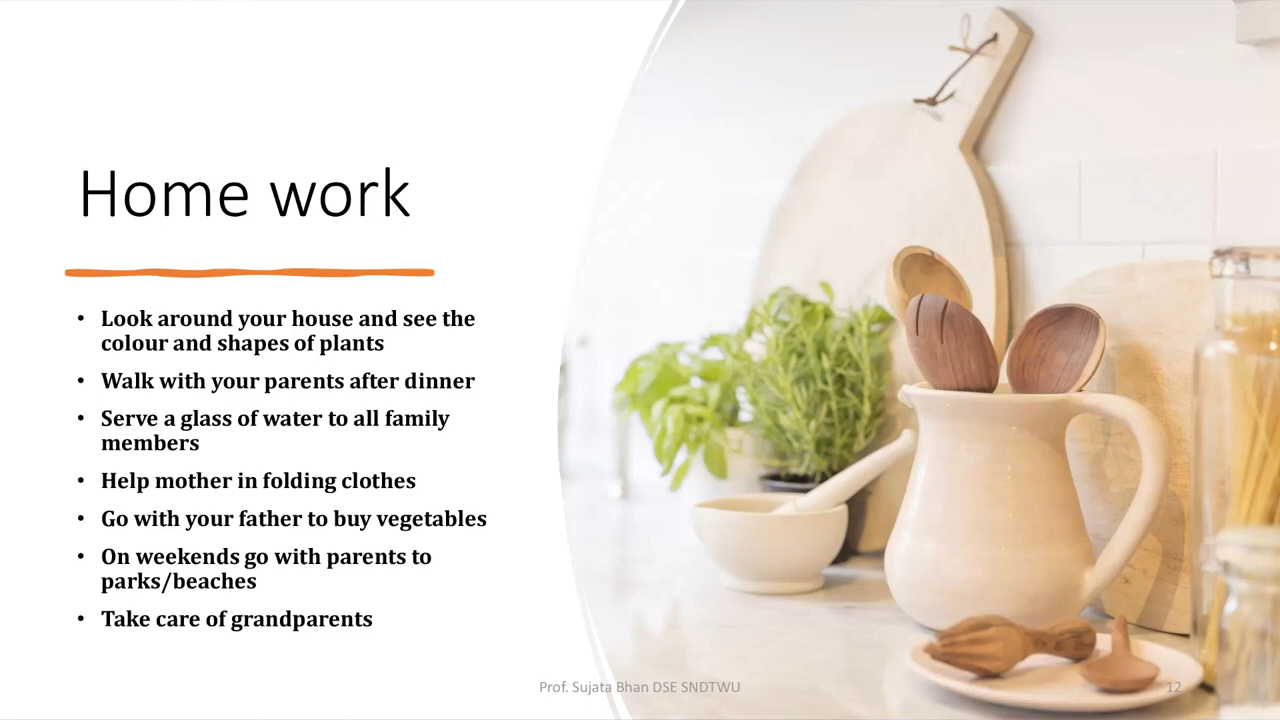 Home work
• Look around your house and see the
colour and shapes of plants
• Walk with your parents after dinner
• Serve a glass of water to all family
members
• Help mother in folding clothes
• Go with your father to buy vegetables
• On weekends go with parents to
parks/beaches
• Take care of grandparents
Prof. Sujata Bhan DSE SNDTWU
12